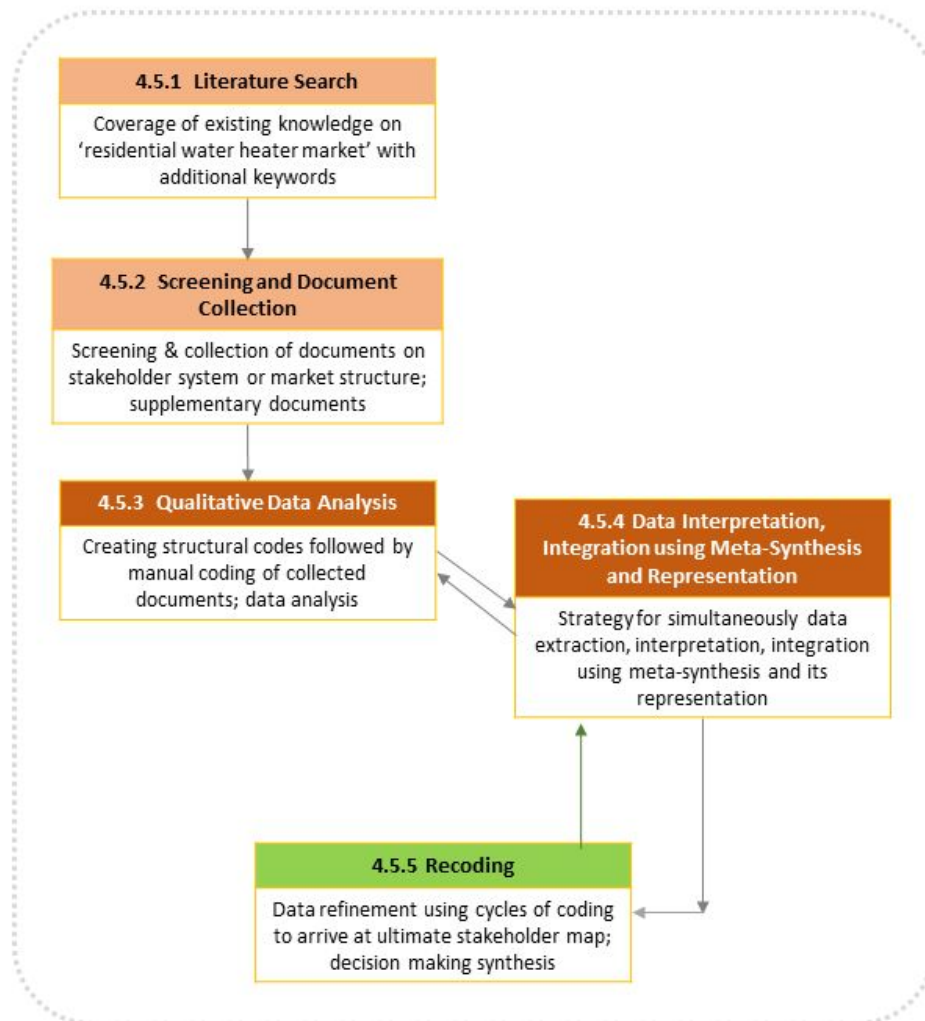 4.5.1 Literature Search
Coverage of existing knowledge on
‘residential water heater market’ with
additional keywords
4.5.2 Screening and Document
Collection
Screening & collection of documents on
stakeholder system or market structure;
supplementary documents
4.5.3 Qualitative Data Analysis
Creating structural codes followed by
manual coding of collected
documents; data analysis
4.5.4 Data Interpretation,
Integration using Meta-Synthesis
and Representation
Strategy for simultaneously data
extraction, interpretation, integration
using meta-synthesis and its
representation
4.5.5 Recoding
Data refinement using cycles of coding
to arrive at ultimate stakeholder map;
decision making synthesis